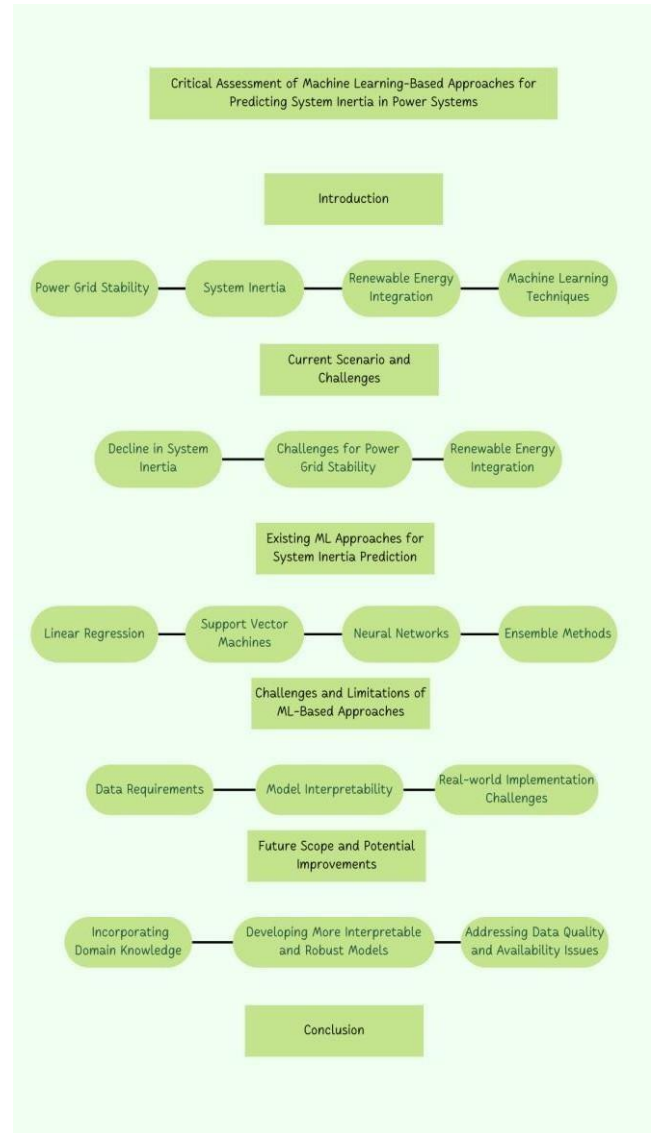 Critical Assessment of Machine Learning-Based Approaches for
Predicting System Inertia in Power Systems
Introduction
Power Grid Stability
System Inertia
Renewable Energy
Integration
Machine Learning
Techniques
Current Scenario and
Challenges
Decline in System
Inertia
Challenges for Power
Grid Stability
Renewable Energy
Integration
Existing ML Approaches for
System Inertia Prediction
Linear Regression
Support Vector
Machines
Neural Networks
Ensemble Methods
Challenges and Limitations of
ML-Based Approaches
Data Requirements
Model Interpretability
Real-world Implementation
Challenges
Future Scope and Potential
Improvements
Incorporating
Domain Knowledge
Developing More Interpretable
and Robust Models
Addressing Data Quality
and Availability Issues
Conclusion